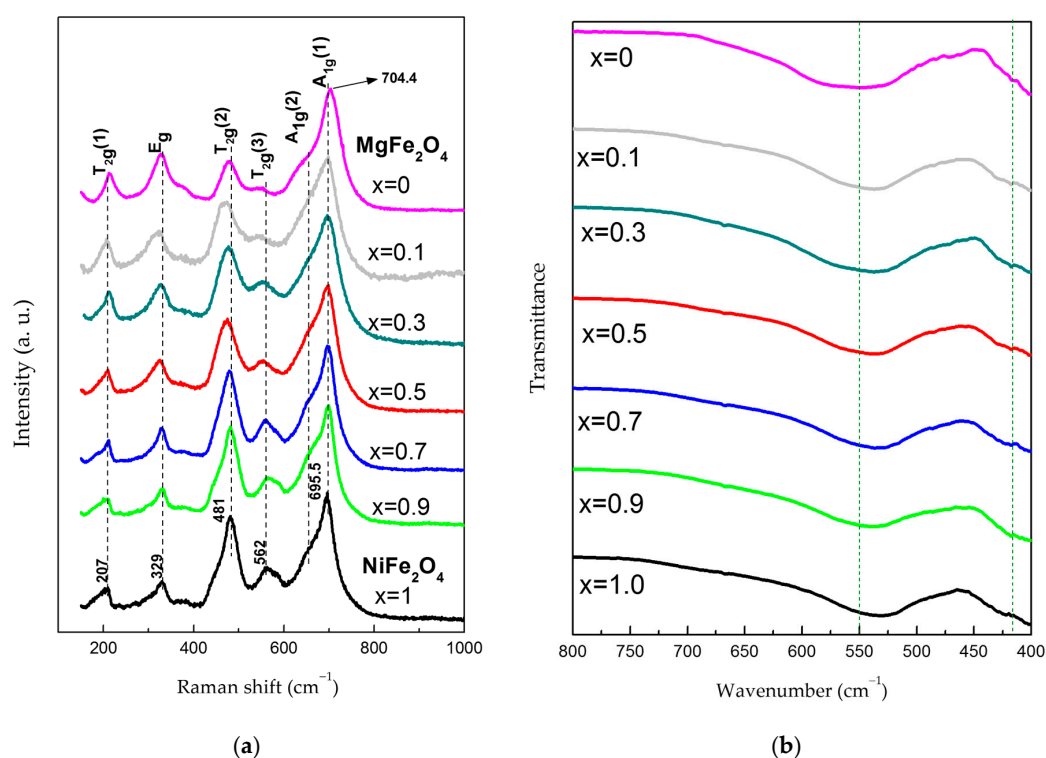 A₁g(1)
704.4
A₁g(2)
T₂g(1)
Eg
T₂g(2)
T₂g(3)
MgFe₂O₄
x=0
x=0.1
x=0.3
x=0.5
x=0.7
x=0.9
207
329
481
562
695.5
NiFe₂O₄
x=1
Intensity (a. u.)
200 400 600 800 1000
Raman shift (cm⁻¹)
(a)
x=0
x=0.1
x=0.3
x=0.5
x=0.7
x=0.9
x=1.0
Transmittance
800 750 700 650 600 550 500 450 400
Wavenumber (cm⁻¹)
(b)